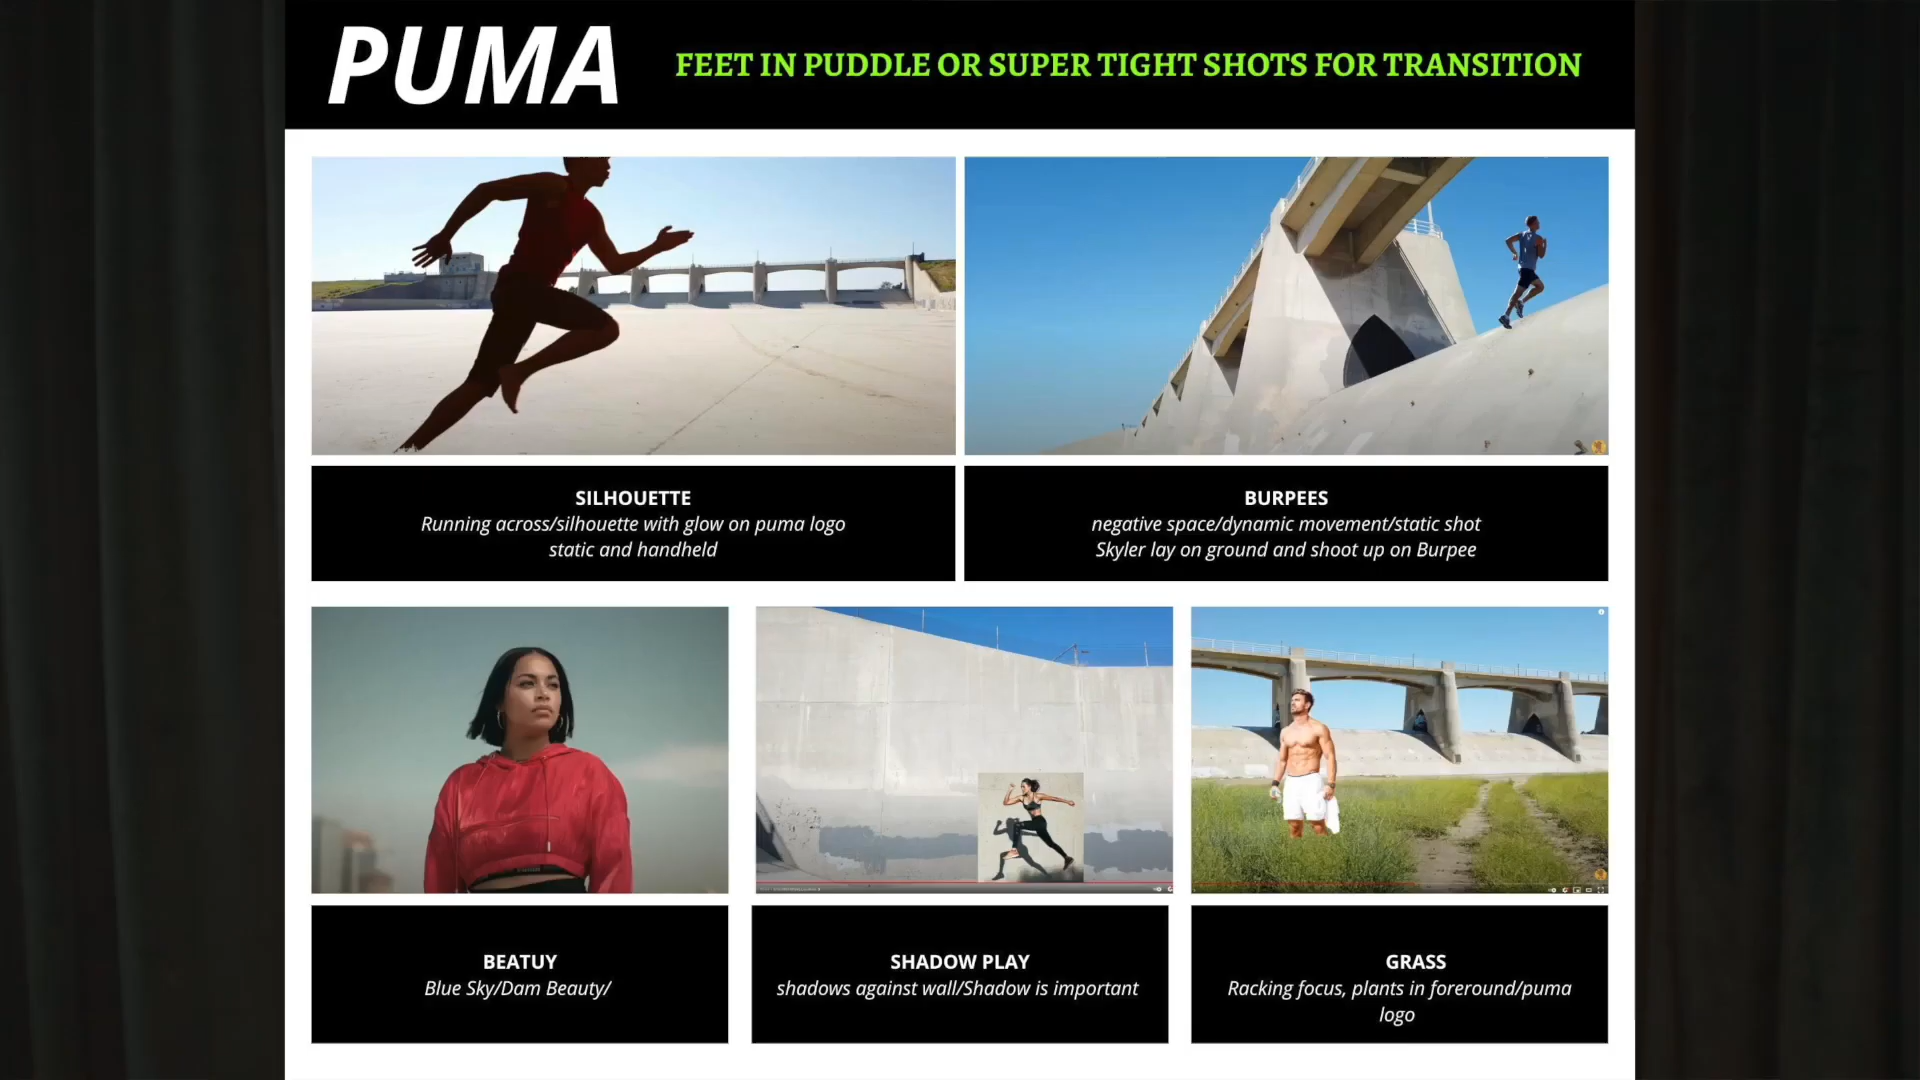 PUMA
FEET IN PUDDLE OR SUPER TIGHT SHOTS FOR TRANSITION
SILHOUETTE
Running across/silhouette with glow on puma logo
static and handheld
BURPEES
negative space/dynamic movement/static shot
Skyler lay on ground and shoot up on Burpee
BEATUY
Blue Sky/Dam Beauty/
SHADOW PLAY
shadows against wall/Shadow is important
GRASS
Racking focus, plants in foreround/puma
logo